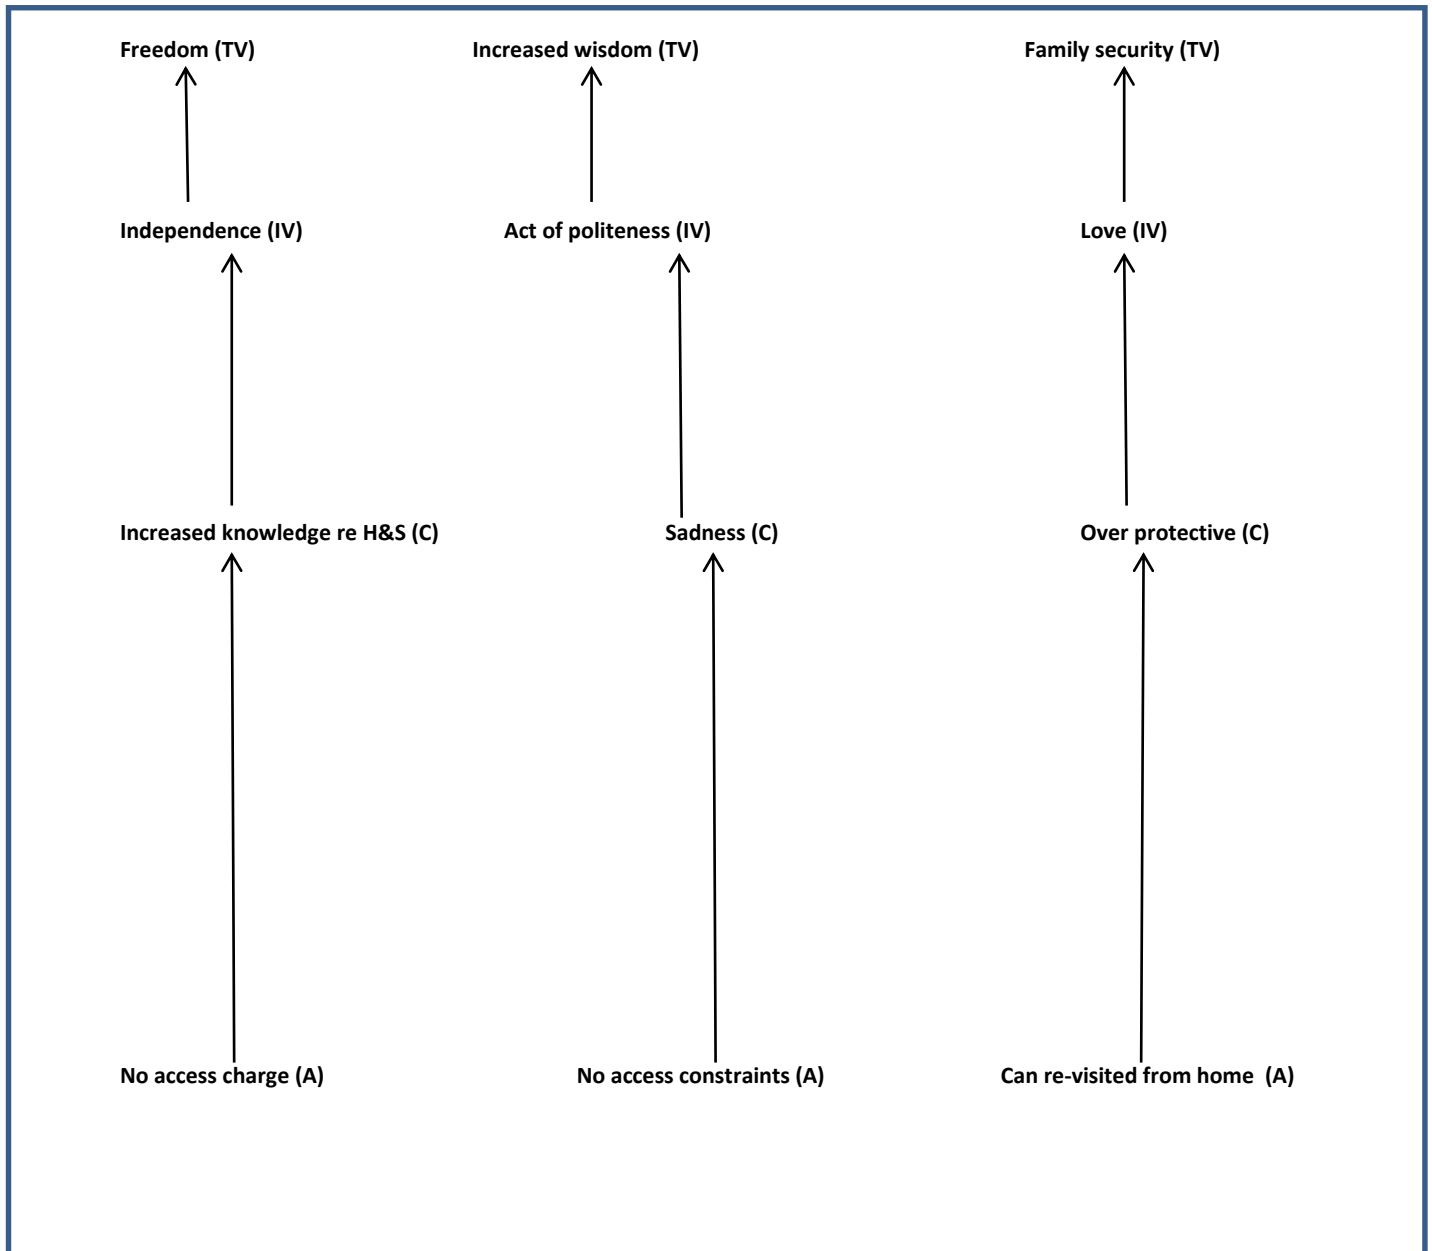 Freedom (TV)
Increased wisdom (TV)
Family security (TV)
Independence (IV)
Act of politeness (IV)
Love (IV)
Increased knowledge re H&S (C)
Sadness (C)
Over protective (C)
No access charge (A)
No access constraints (A)
Can re-visited from home  (A)